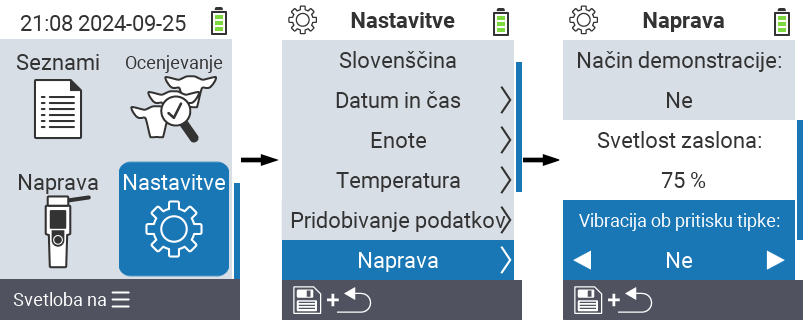 21:08 2024-09-25
Seznami
Ocenjevanje
Naprava
Nastavitve
Svetloba na
Nastavitve
Slovenščina
Datum in čas
Enote
Temperatura
Pridobivanje podatkov
Naprava
Naprava
Način demonstracije:
Ne
Svetlost zaslona:
75 %
Vibracija ob pritisku tipke:
Ne